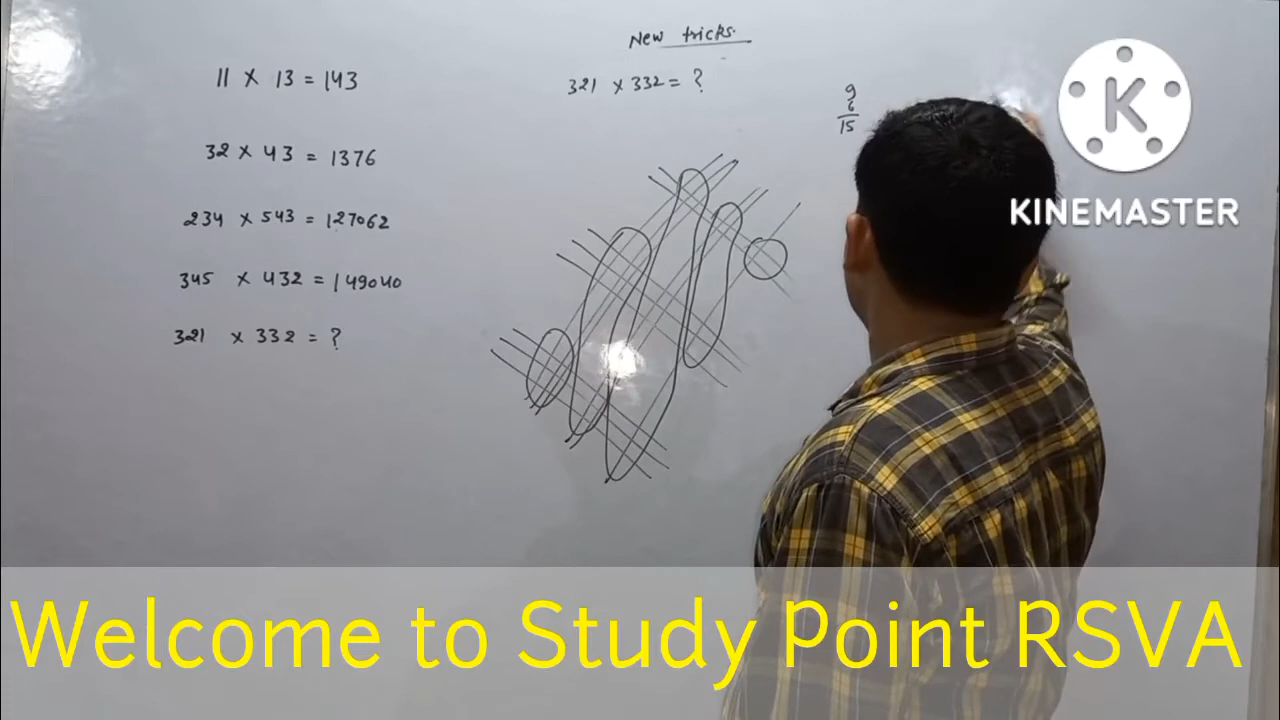 New tricks.
11 × 13 = 143
321 × 332 = ?
9
6
15
32 × 43 = 1376
234 × 543 = 127062
345 × 432 = 149040
321 × 332 = ?
K
KINEMASTER
Welcome to Study Point RSVA